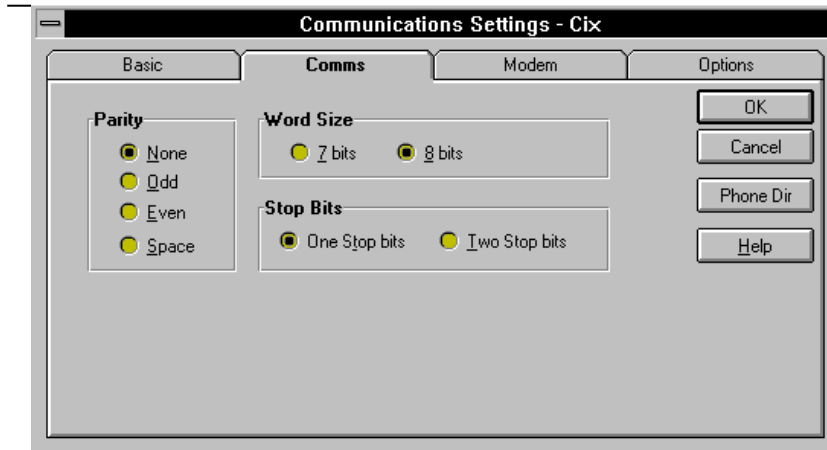 Communications Settings - Cix
Basic Comms Modem Options
Parity
None
Odd
Even
Space
Word Size
7 bits 8 bits
Stop Bits
One Stop bits Two Stop bits
OK
Cancel
Phone Dir
Help